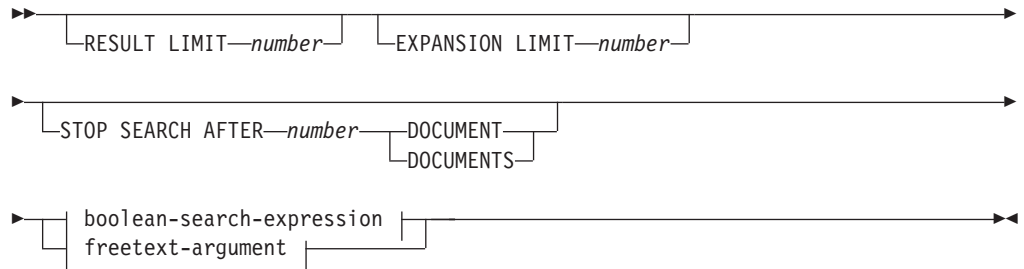 RESULT LIMIT number EXPANSION LIMIT number
STOP SEARCH AFTER number DOCUMENT
DOCUMENTS
boolean-search-expression
freetext-argument